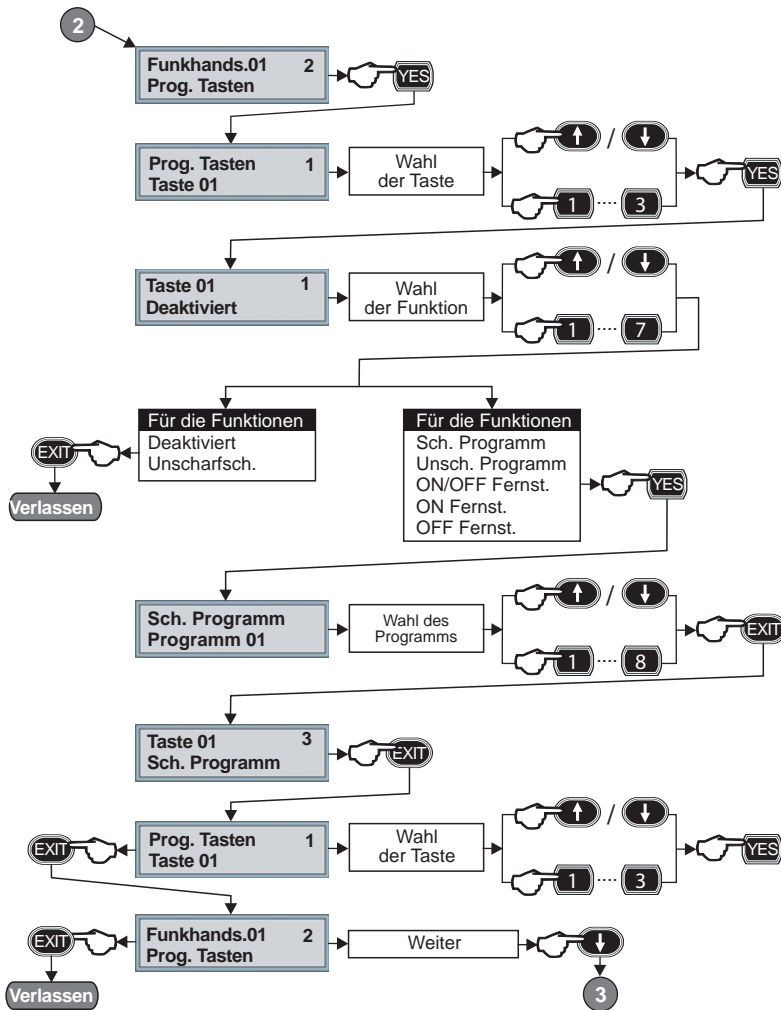 2
Funkhands.01 2
Prog. Tasten
YES
Prog. Tasten 1
Taste 01
Wahl
der Taste
/
1 .... 3
YES
Taste 01 1
Deaktiviert
Wahl
der Funktion
/
1 .... 7
Für die Funktionen
Deaktiviert
Unscharfsch.
EXIT
Verlassen
Für die Funktionen
Sch. Programm
Unsch. Programm
ON/OFF Fernst.
ON Fernst.
OFF Fernst.
YES
Sch. Programm
Programm 01
Wahl des
Programms
/
1 .... 8
EXIT
Taste 01 3
Sch. Programm
EXIT
EXIT
Prog. Tasten 1
Taste 01
Wahl
der Taste
/
1 .... 3
YES
EXIT
Verlassen
Funkhands.01 2
Prog. Tasten
Weiter
3